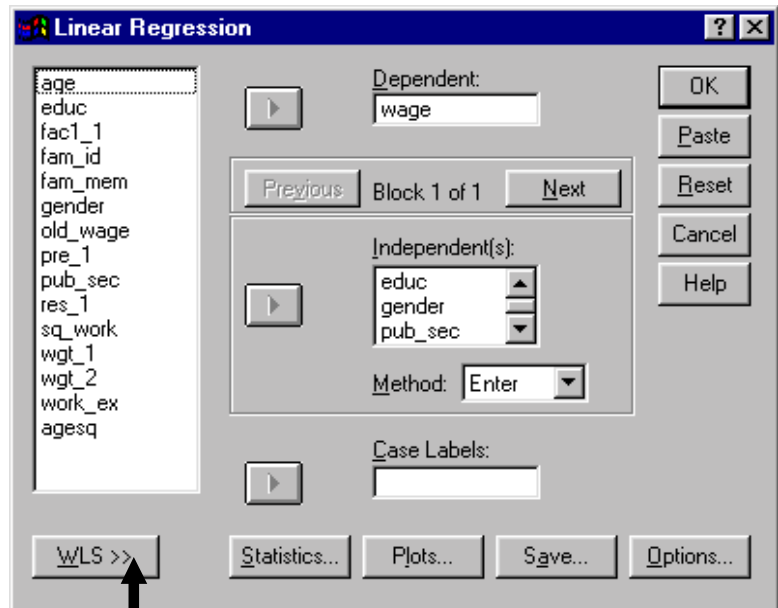 Linear Regression
age
educ
fac1_1
fam_id
fam_mem
gender
old_wage
pre_1
pub_sec
res_1
sq_work
wgt_1
wgt_2
work_ex
agesq
Dependent:
wage
Previous Block 1 of 1 Next
Independent(s):
educ
gender
pub_sec
Method: Enter
Case Labels:
OK
Paste
Reset
Cancel
Help
WLS >> Statistics... Plots... Save... Options...